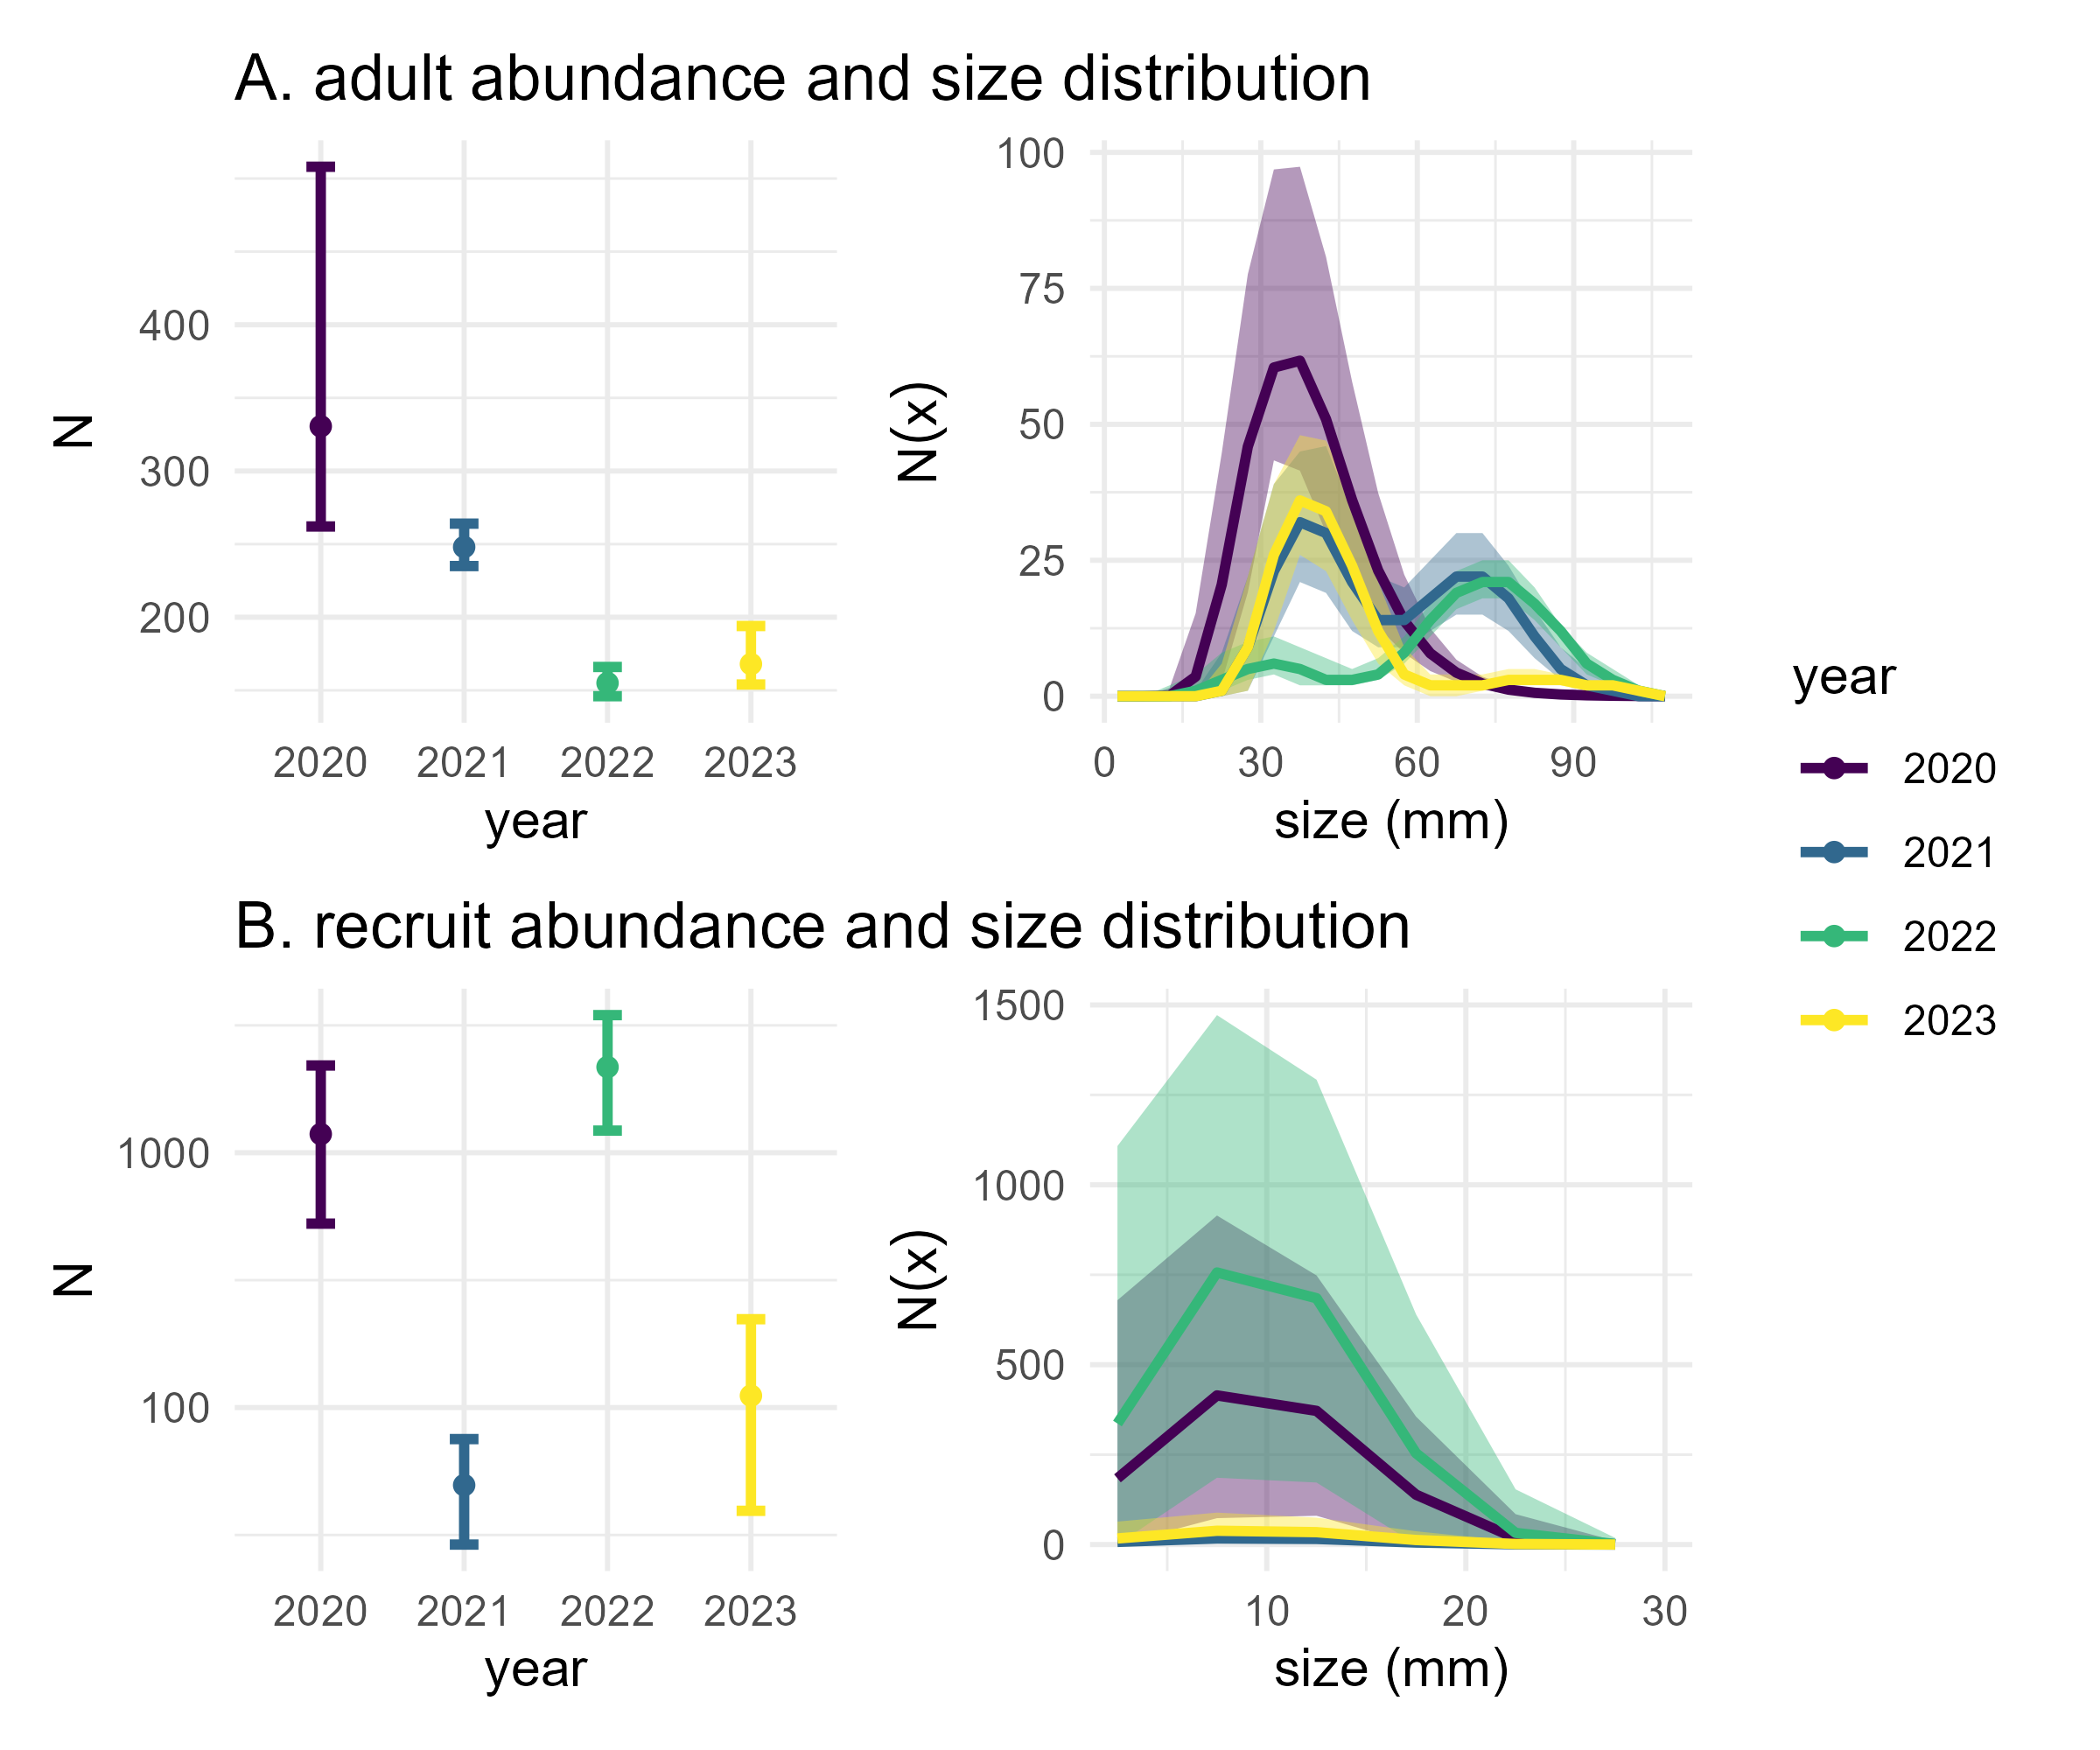 A. adult abundance and size distribution
N
400
300
200
2020 2021 2022 2023
year
N(x)
100
75
50
25
0
0 30 60 90
size (mm)
year
2020
2021
2022
2023
B. recruit abundance and size distribution
N
1000
100
2020 2021 2022 2023
year
N(x)
1500
1000
500
0
10 20 30
size (mm)